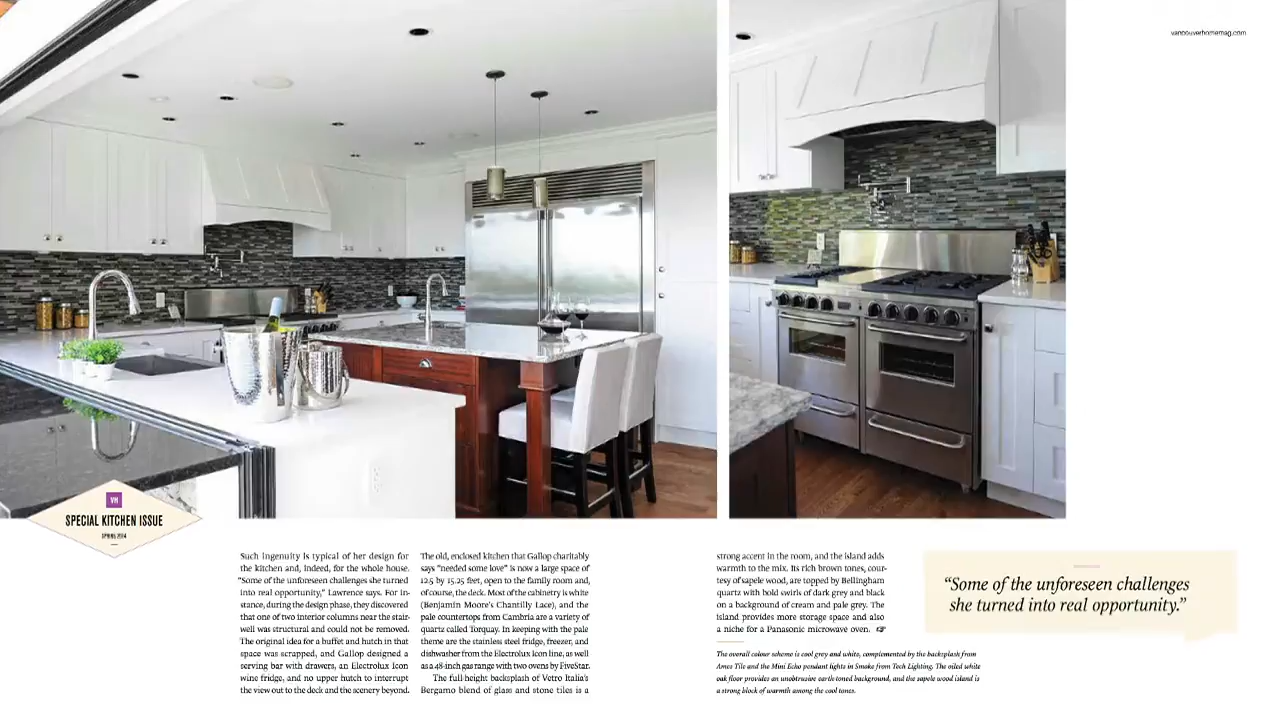 vancouverhomemag.com
VH
SPECIAL KITCHEN ISSUE
SPRING 2014
Such ingenuity is typical of her design for
the kitchen and, indeed, for the whole house.
“Some of the unforeseen challenges she turned
into real opportunity,” Lawrence says. For in-
stance, during the design phase, they discovered
that one of two interior columns near the stair-
well was structural and could not be removed.
The original idea for a buffet and hutch in that
space was scrapped, and Gallop designed a
serving bar with drawers, an Electrolux Icon
wine fridge, and no upper hutch to interrupt
the view out to the deck and the scenery beyond.
The old, enclosed kitchen that Gallop charitably
says “needed some love” is now a large space of
12.5 by 15.25 feet, open to the family room and,
of course, the deck. Most of the cabinetry is white
(Benjamin Moore’s Chantilly Lace), and the
pale countertops from Cambria are a variety of
quartz called Torquay. In keeping with the pale
theme are the stainless steel fridge, freezer, and
dishwasher from the Electrolux Icon line, as well
as a 48-inch gas range with two ovens by FiveStar.
The full-height backsplash of Vetro Italia’s
Bergamo blend of glass and stone tiles is a
strong accent in the room, and the island adds
warmth to the mix. Its rich brown tones, cour-
tesy of sapele wood, are topped by Bellingham
quartz with bold swirls of dark grey and black
on a background of cream and pale grey. The
island provides more storage space and also
a niche for a Panasonic microwave oven.
The overall colour scheme is cool grey and white, complemented by the backsplash from
Ames Tile and the Mini Echo pendant lights in Smoke from Tech Lighting. The oiled white
oak floor provides an unobtrusive earth-toned background, and the sapele wood island is
a strong block of warmth among the cool tones.
“Some of the unforeseen challenges
she turned into real opportunity.”